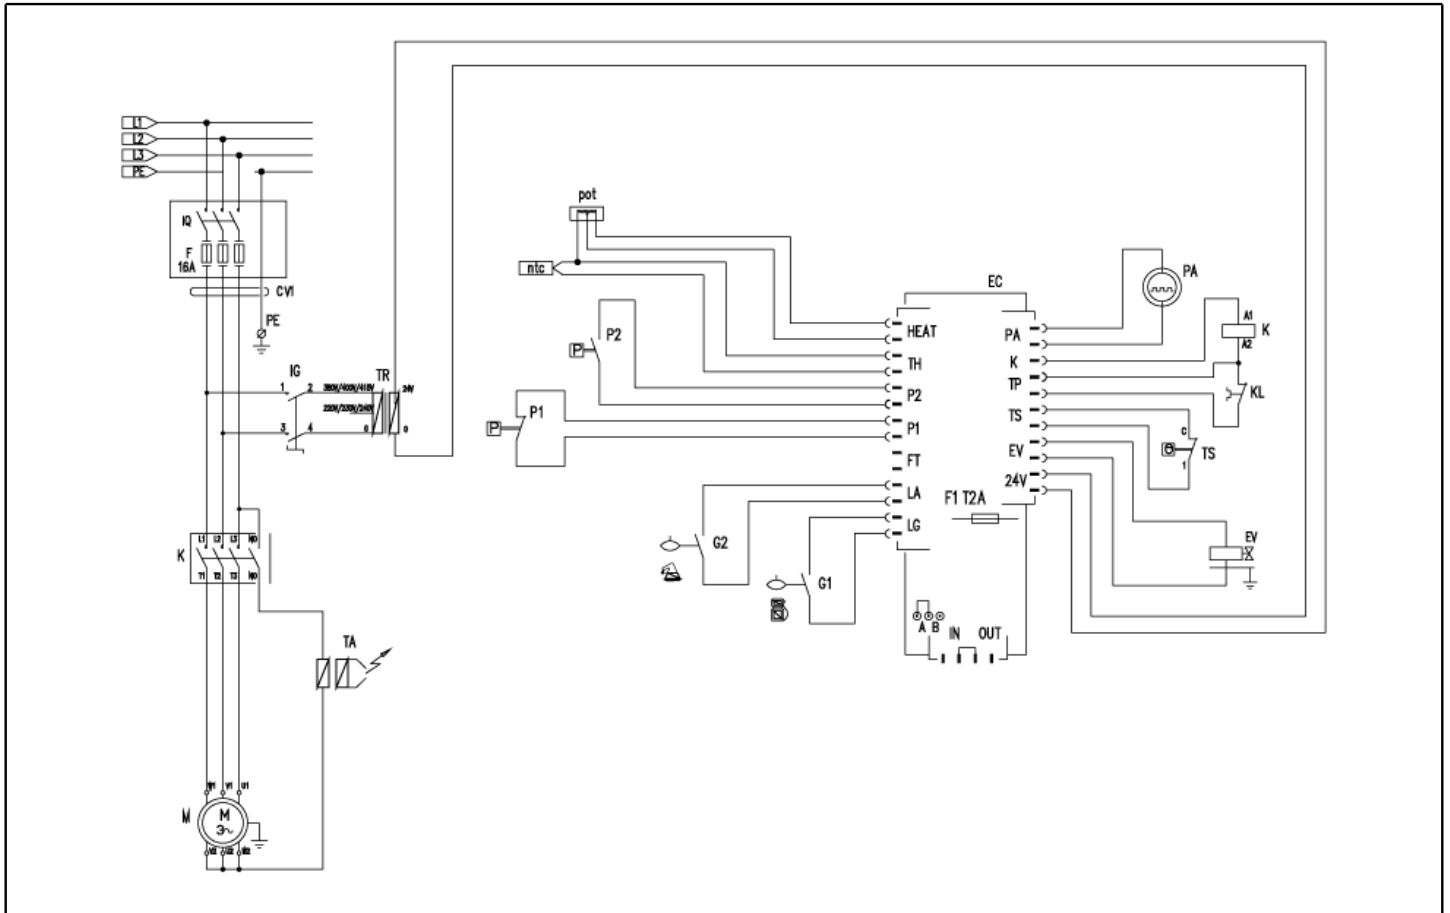 L1
L2
L3
PE
IQ
F
16A
CV1
PE
IG
TR
1 2 380V/400V/415V 24V
220V/230V/240V
3 4 0 0
L1 L2 L3 NO
K
T1 T2 T3 NO
TA
V1 U1
M
M
3~
pot
ntc
P2
P
P1
P
G2
G1
EC
HEAT
TH
P2
P1
FT
LA
LG
PA
K
TP
TS
EV
24V
F1 T2A
A B
IN OUT
PA
A1
K
A2
KL
C
TS
1
EV